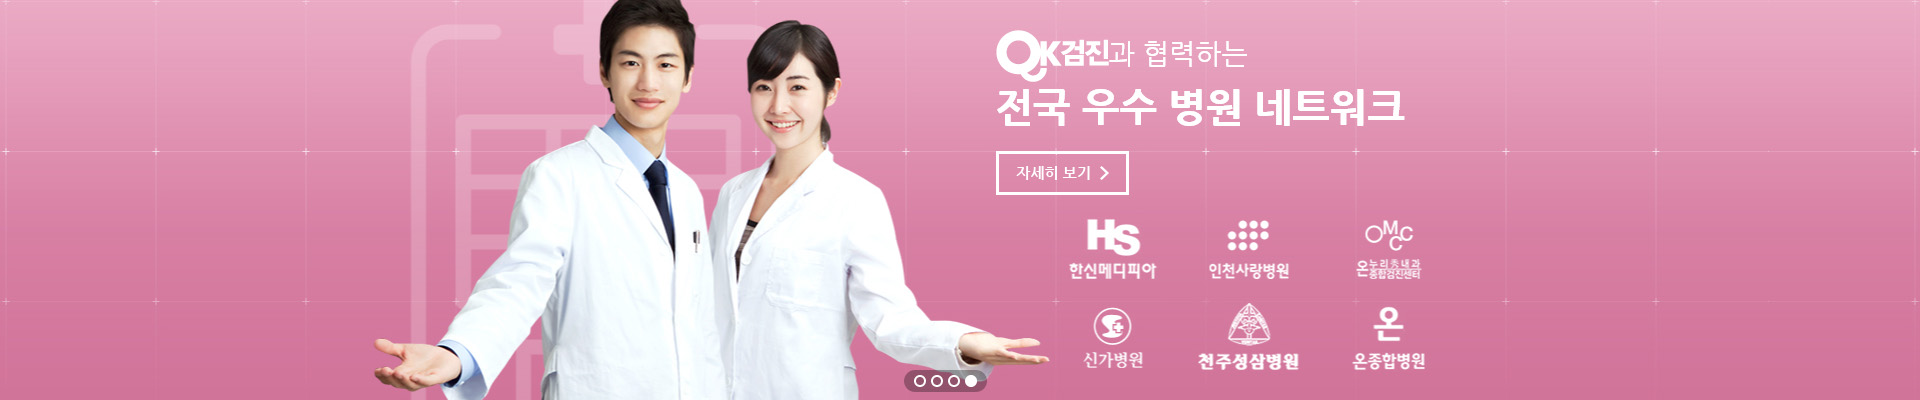 QK검진과 협력하는
전국 우수 병원 네트워크
자세히 보기
HS
한신메디피아
인천사랑병원
OMCC
온누리秀내과
종합검진센터
신가병원
천주성삼병원
온
온종합병원